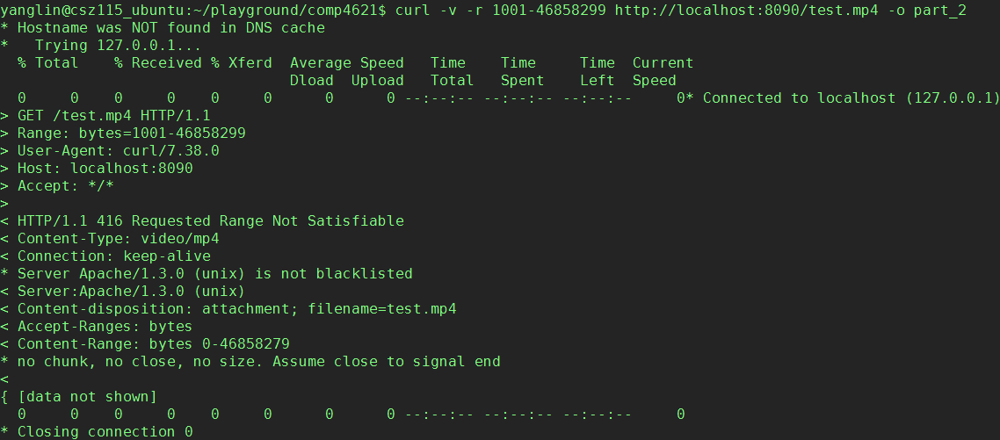 yanglin@csz115_ubuntu:~/playground/comp4621$ curl -v -r 1001-46858299 http://localhost:8090/test.mp4 -o part_2
* Hostname was NOT found in DNS cache
*   Trying 127.0.0.1...
  % Total    % Received % Xferd  Average Speed   Time    Time     Time  Current
                                 Dload  Upload   Total   Spent    Left  Speed
  0     0    0     0    0     0      0      0 --:--:-- --:--:-- --:--:--     0* Connected to localhost (127.0.0.1)
> GET /test.mp4 HTTP/1.1
> Range: bytes=1001-46858299
> User-Agent: curl/7.38.0
> Host: localhost:8090
> Accept: */*
>
< HTTP/1.1 416 Requested Range Not Satisfiable
< Content-Type: video/mp4
< Connection: keep-alive
* Server Apache/1.3.0 (unix) is not blacklisted
< Server:Apache/1.3.0 (unix)
< Content-disposition: attachment; filename=test.mp4
< Accept-Ranges: bytes
< Content-Range: bytes 0-46858279
* no chunk, no close, no size. Assume close to signal end
<
{ [data not shown]
  0     0    0     0    0     0      0      0 --:--:-- --:--:-- --:--:--     0
* Closing connection 0